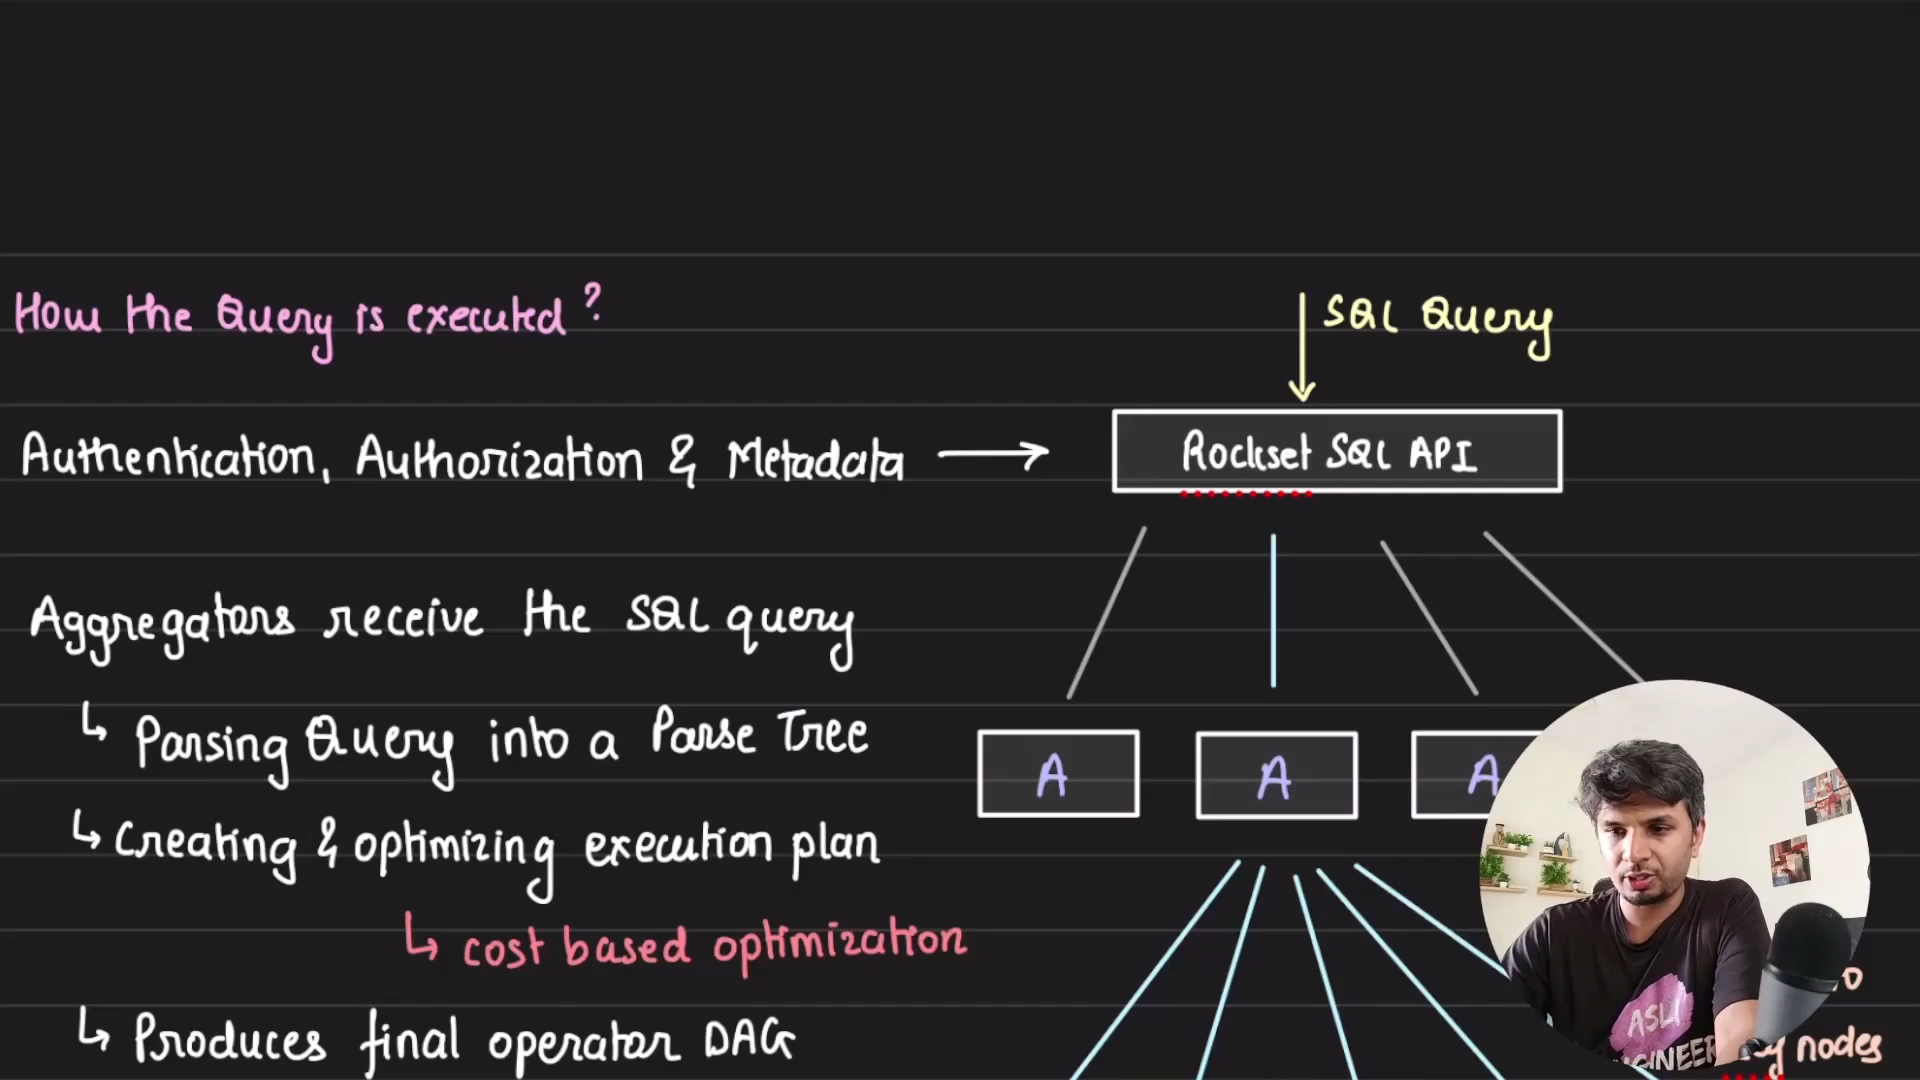 How the Query is executed?
SQL Query
Authentication, Authorization & Metadata →
Rockset SQL API
Aggregators receive the SQL query
↳ Parsing Query into a Parse Tree
A A A
↳ Creating & optimizing execution plan
↳ cost based optimization
↳ Produces final operator DAG
ASLI
nodes